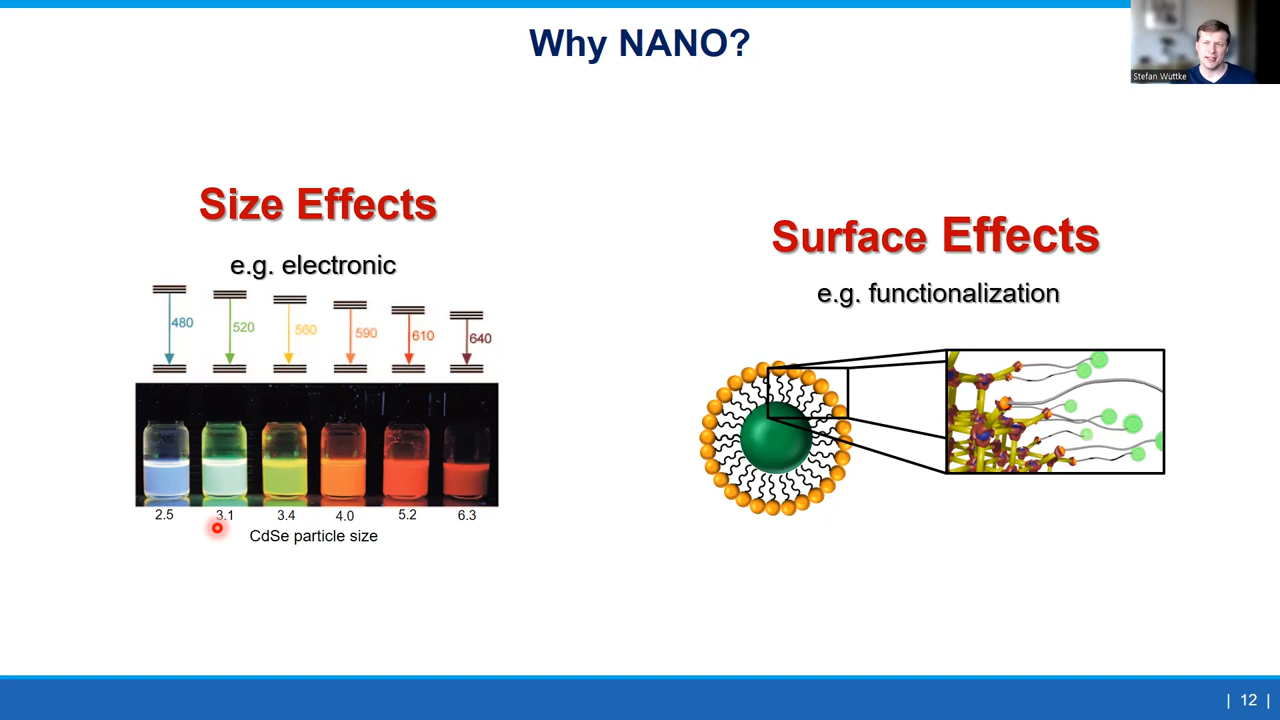 Why NANO?
Stefan Wuttke
Size Effects
e.g. electronic
480 520 560 590 610 640
2.5 3.1 3.4 4.0 5.2 6.3
CdSe particle size
Surface Effects
e.g. functionalization
| 12 |